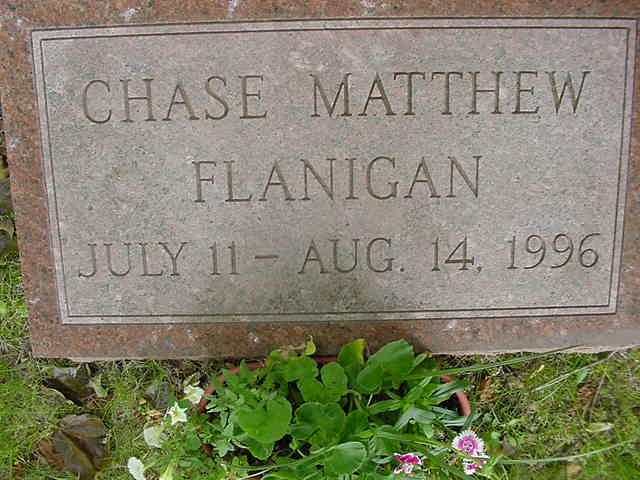 CHASE MATTHEW
FLANIGAN
JULY 11 – AUG. 14, 1996